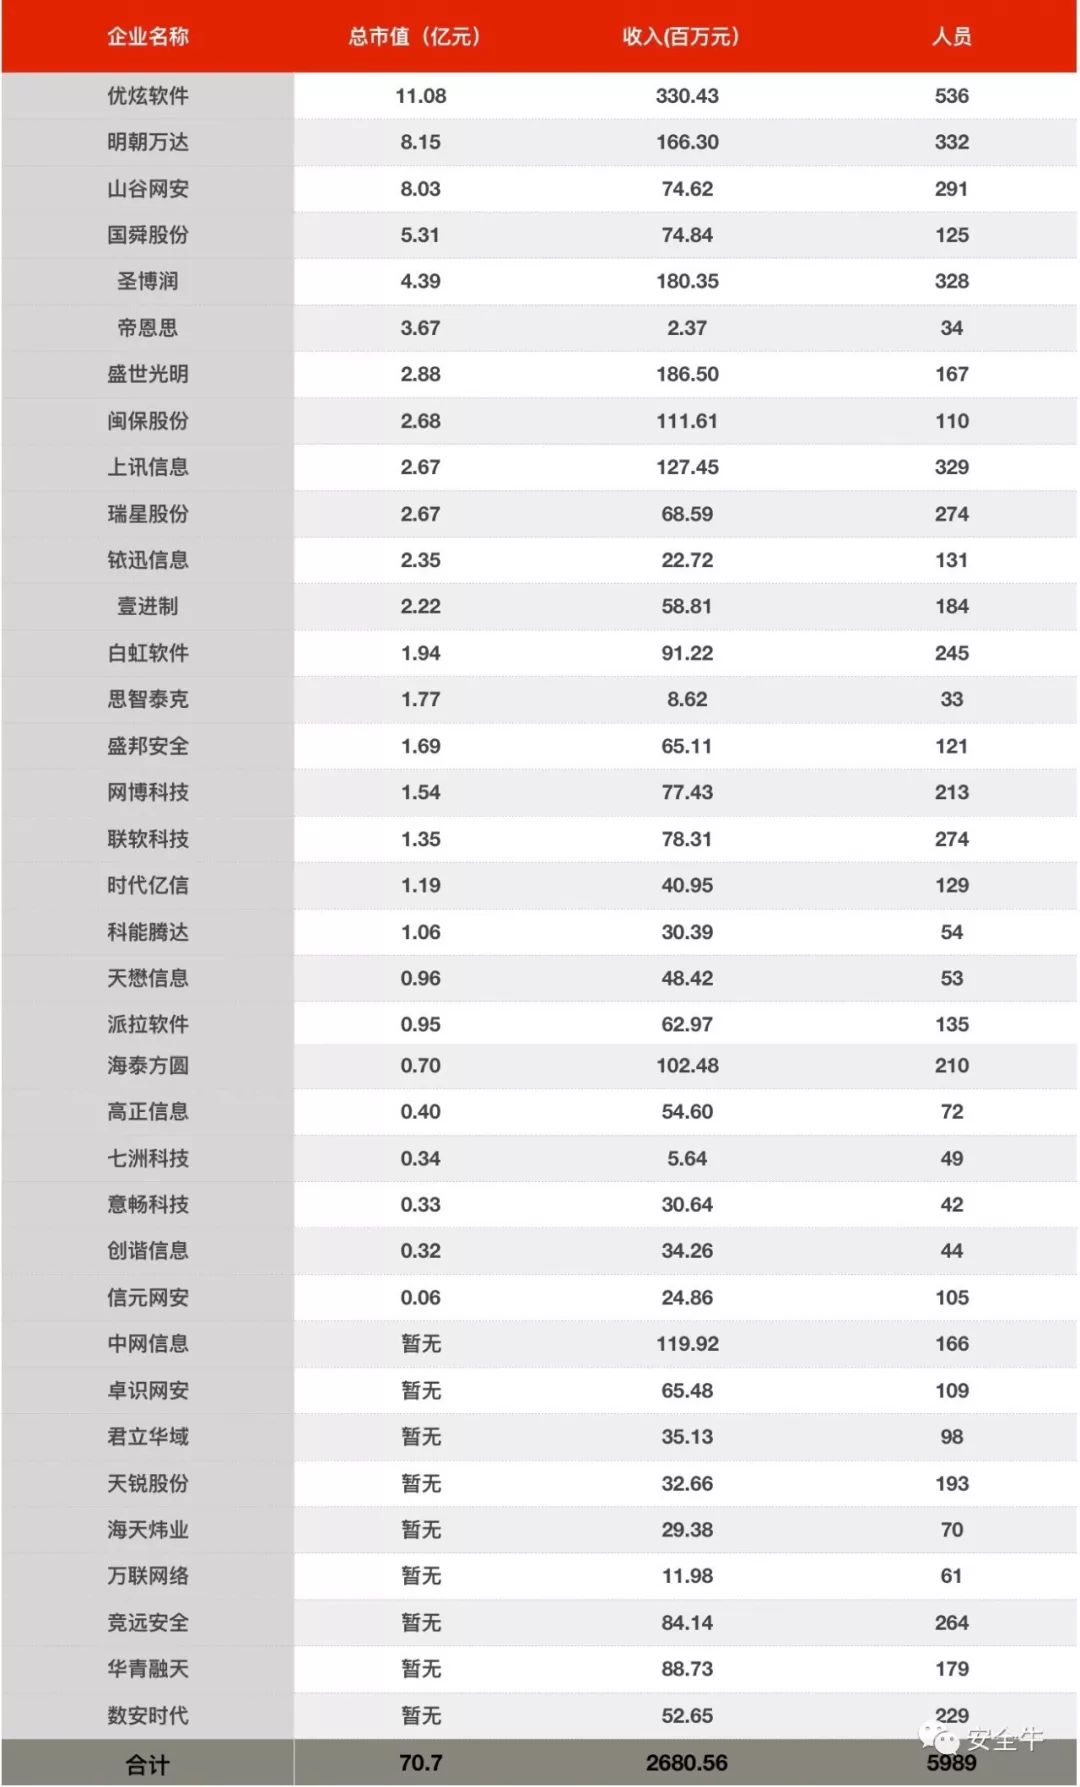 企业名称 总市值（亿元） 收入(百万元） 人员
优炫软件 11.08 330.43 536
明朝万达 8.15 166.30 332
山谷网安 8.03 74.62 291
国舜股份 5.31 74.84 125
圣博润 4.39 180.35 328
帝恩思 3.67 2.37 34
盛世光明 2.88 186.50 167
闽保股份 2.68 111.61 110
上讯信息 2.67 127.45 329
瑞星股份 2.67 68.59 274
铱迅信息 2.35 22.72 131
壹进制 2.22 58.81 184
白虹软件 1.94 91.22 245
思智泰克 1.77 8.62 33
盛邦安全 1.69 65.11 121
网博科技 1.54 77.43 213
联软科技 1.35 78.31 274
时代亿信 1.19 40.95 129
科能腾达 1.06 30.39 54
天懋信息 0.96 48.42 53
派拉软件 0.95 62.97 135
海泰方圆 0.70 102.48 210
高正信息 0.40 54.60 72
七洲科技 0.34 5.64 49
意畅科技 0.33 30.64 42
创谐信息 0.32 34.26 44
信元网安 0.06 24.86 105
中网信息 暂无 119.92 166
卓识网安 暂无 65.48 109
君立华域 暂无 35.13 98
天锐股份 暂无 32.66 193
海天炜业 暂无 29.38 70
万联网络 暂无 11.98 61
竞远安全 暂无 84.14 264
华青融天 暂无 88.73 179
数安时代 暂无 52.65 229
安全牛
合计 70.7 2680.56 5989